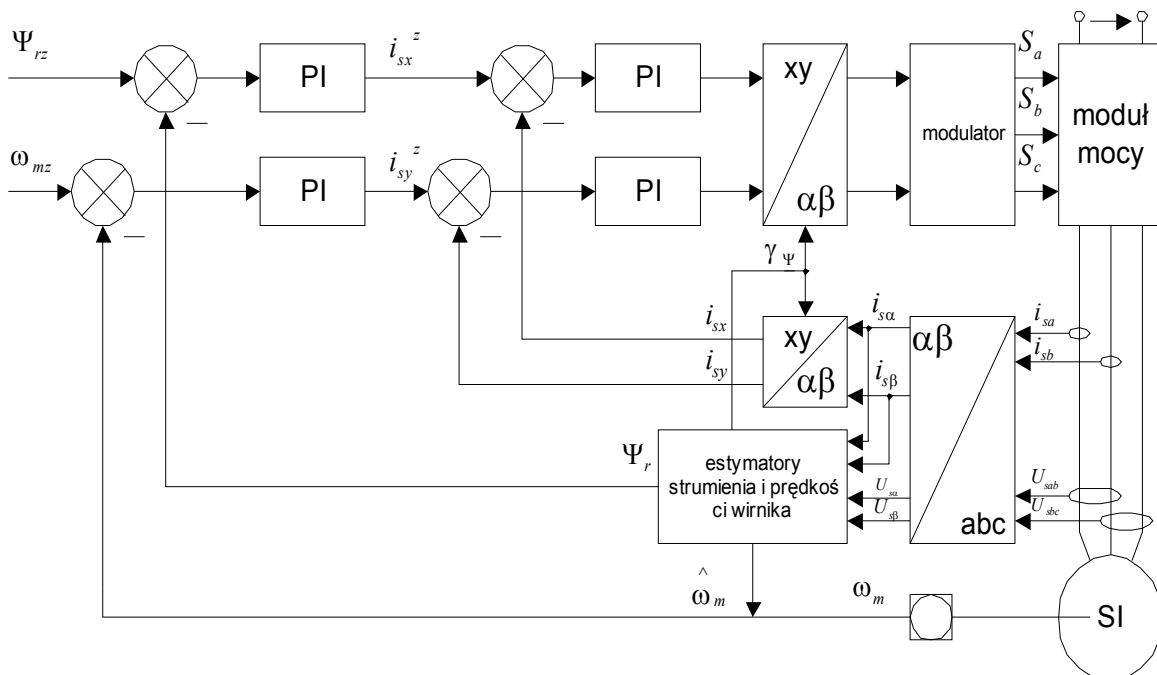 Ψrz
PI
isx z
PI
xy
αβ
modulator
Sa
Sb
Sc
moduł
mocy
ωmz
PI
isy z
PI
γΨ
isx
isy
xy
αβ
isα
isβ
αβ
abc
isa
isb
Ψr
estymatory
strumienia i prędkoś
ci wirnika
Usα
Usβ
Usab
Usbc
^
ωm
ωm
SI